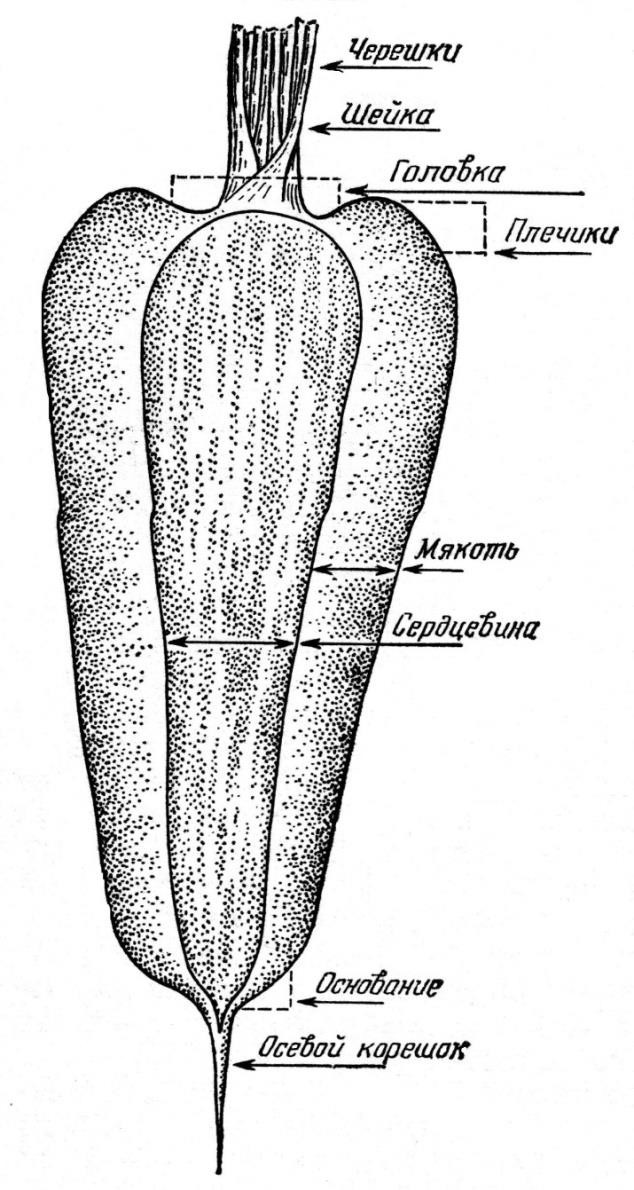 Черешки
Шейка
Головка
Плечики
Мякоть
Сердцевина
Основание
Осевой корешок